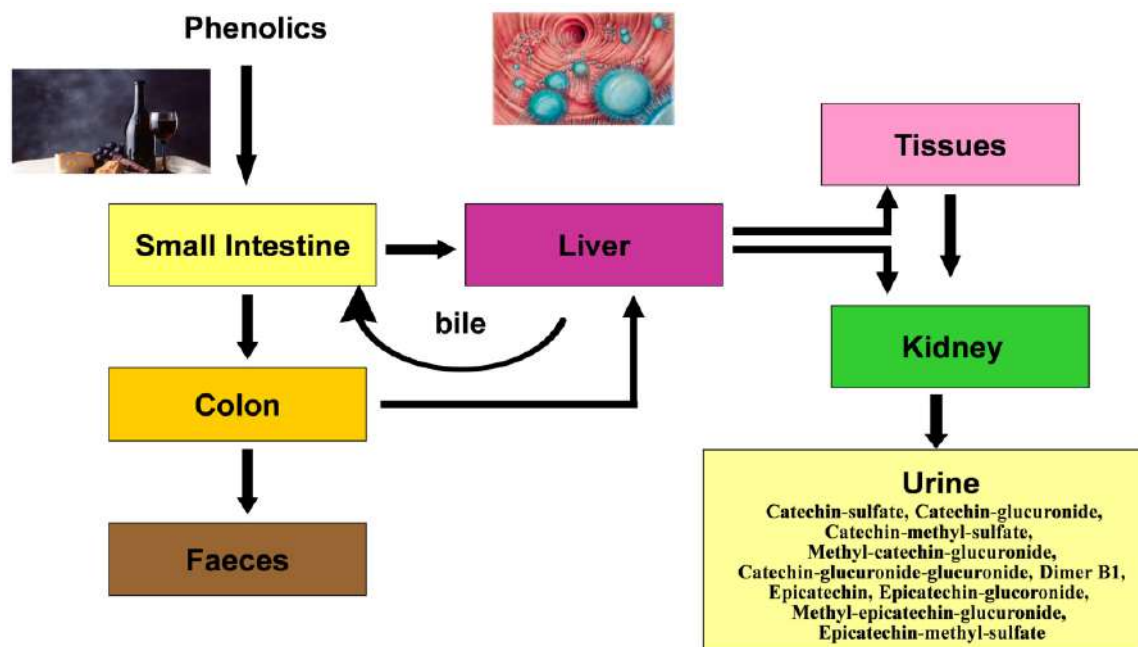 Phenolics
Tissues
Small Intestine
Liver
bile
Kidney
Colon
Urine
Catechin-sulfate, Catechin-glucuronide,
Catechin-methyl-sulfate,
Methyl-catechin-glucuronide,
Catechin-glucuronide-glucuronide, Dimer B1,
Epicatechin, Epicatechin-glucoronide,
Methyl-epicatechin-glucuronide,
Epicatechin-methyl-sulfate
Faeces